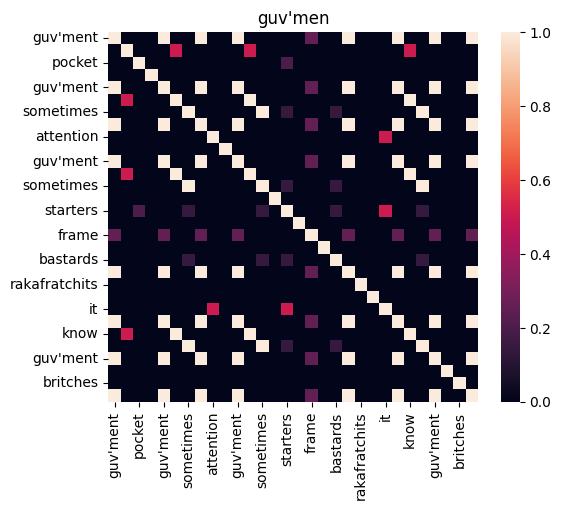 guv'men
guv'ment
pocket
guv'ment
sometimes
attention
guv'ment
sometimes
starters
frame
bastards
rakafratchits
it
know
guv'ment
britches
1.0
0.8
0.6
0.4
0.2
0.0
guv'ment
pocket
guv'ment
sometimes
attention
guv'ment
sometimes
starters
frame
bastards
rakafratchits
it
know
guv'ment
britches